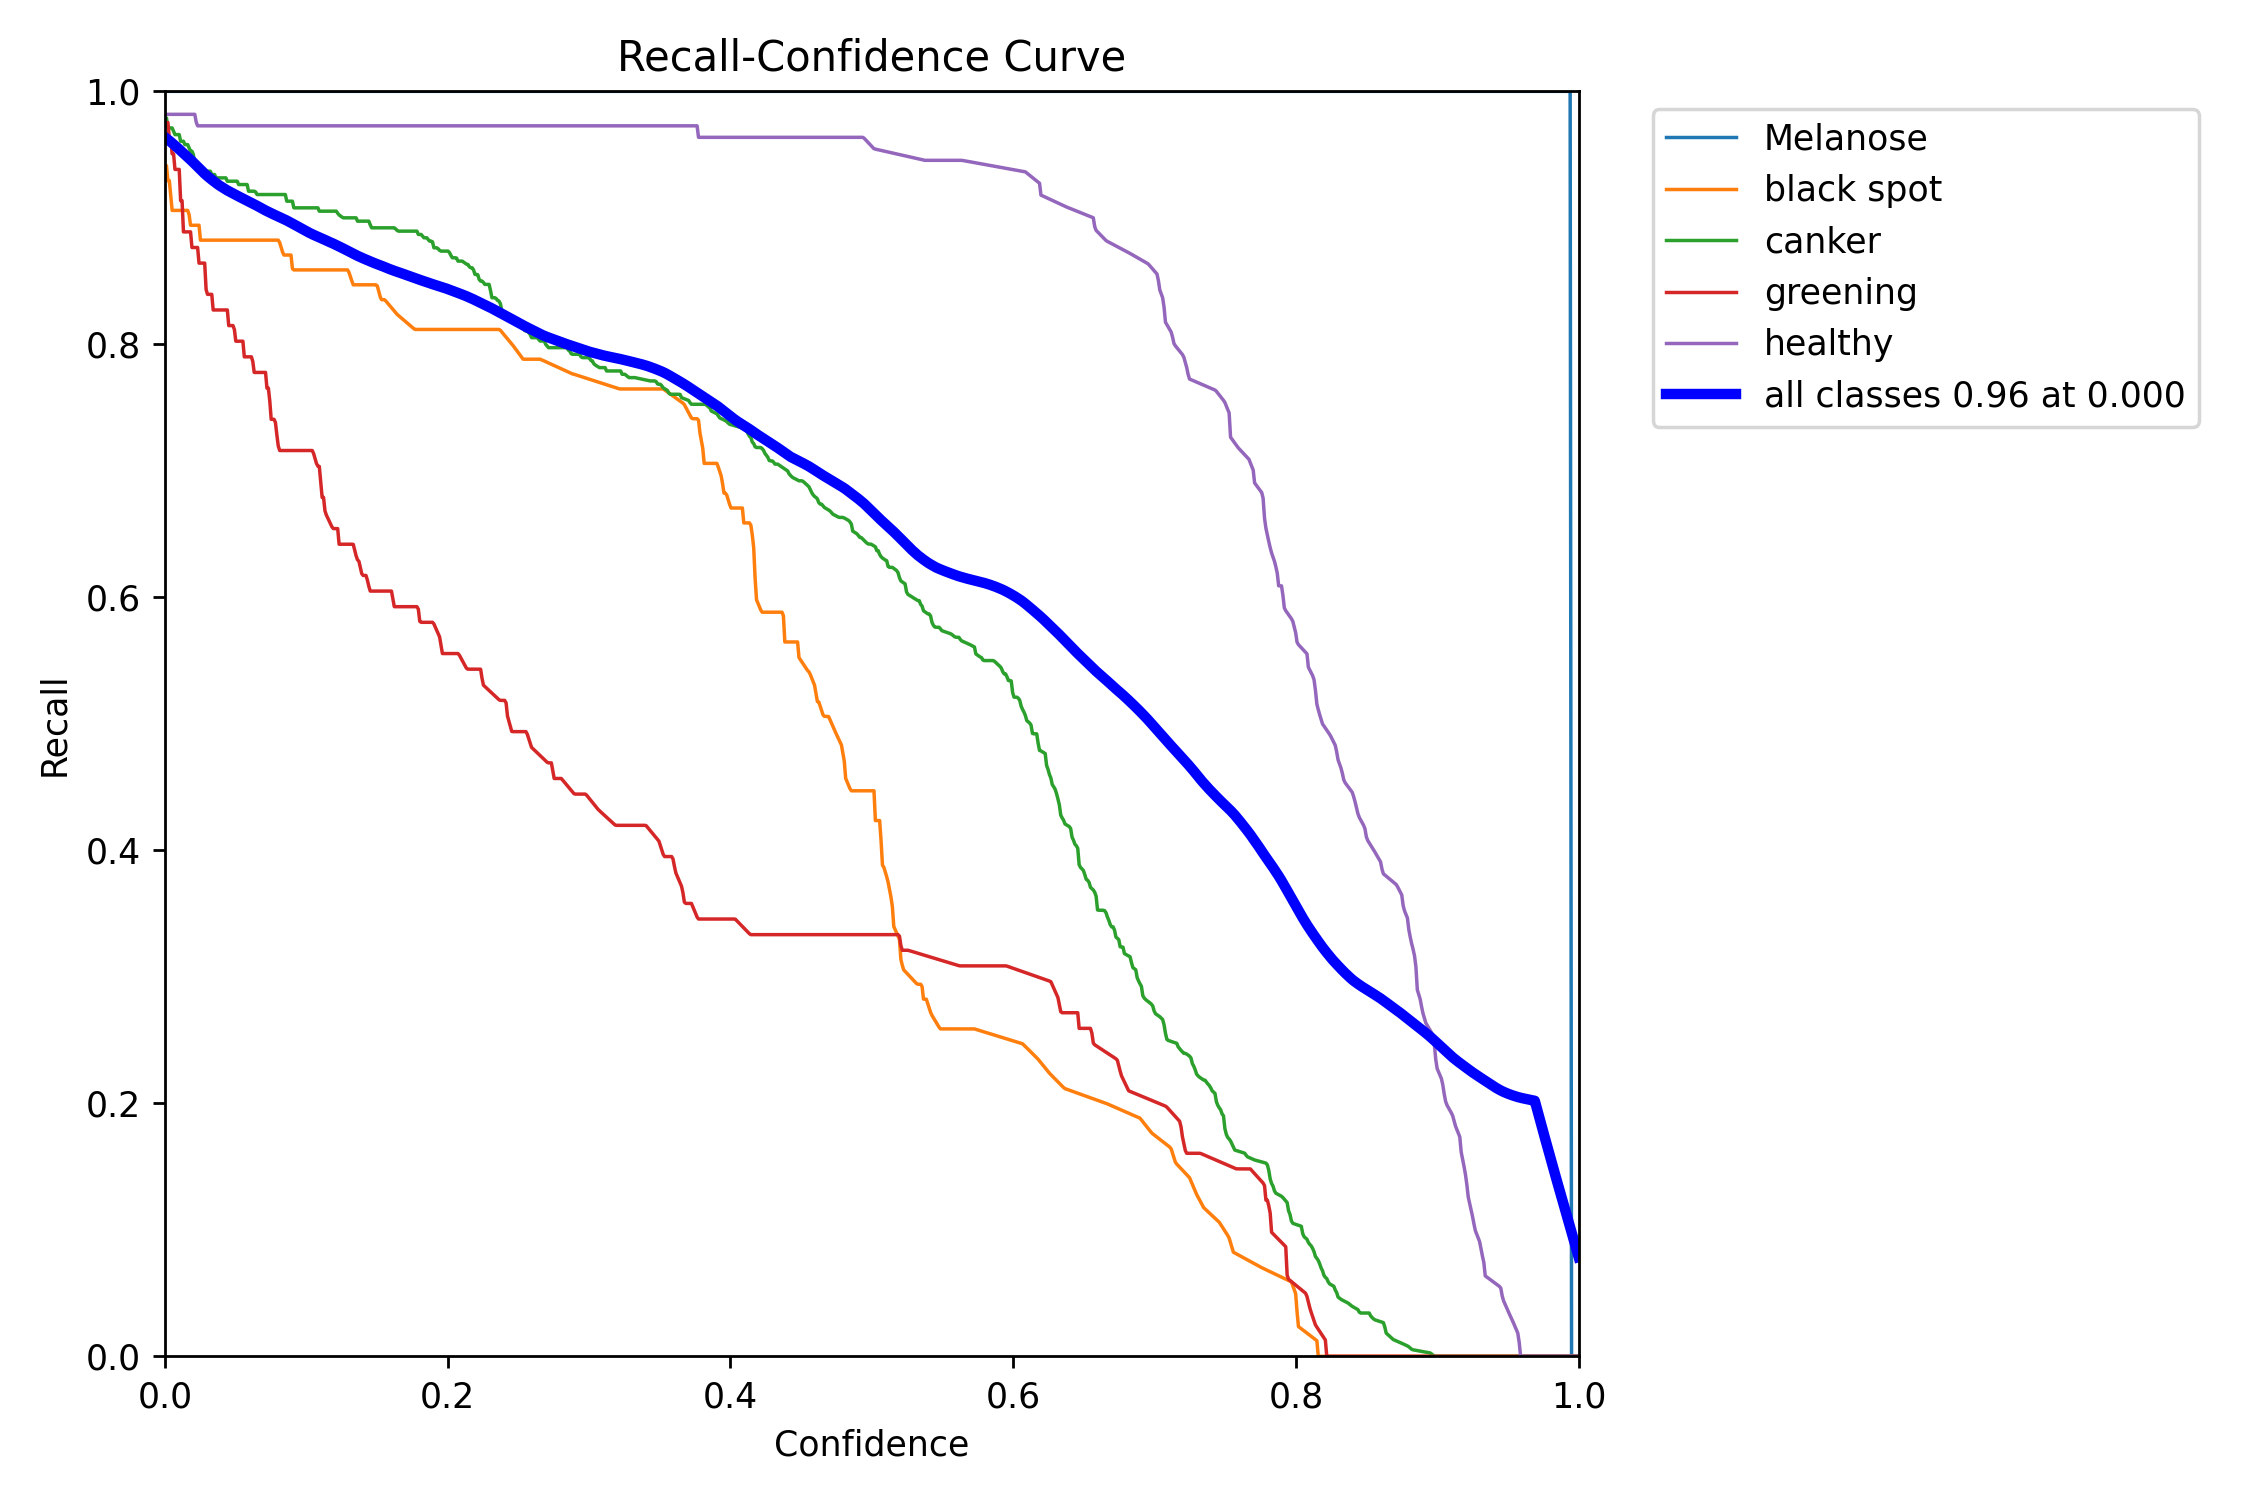 Recall-Confidence Curve
1.0
0.8
0.6
0.4
0.2
0.0
Recall
0.0 0.2 0.4 0.6 0.8 1.0
Confidence
Melanose
black spot
canker
greening
healthy
all classes 0.96 at 0.000